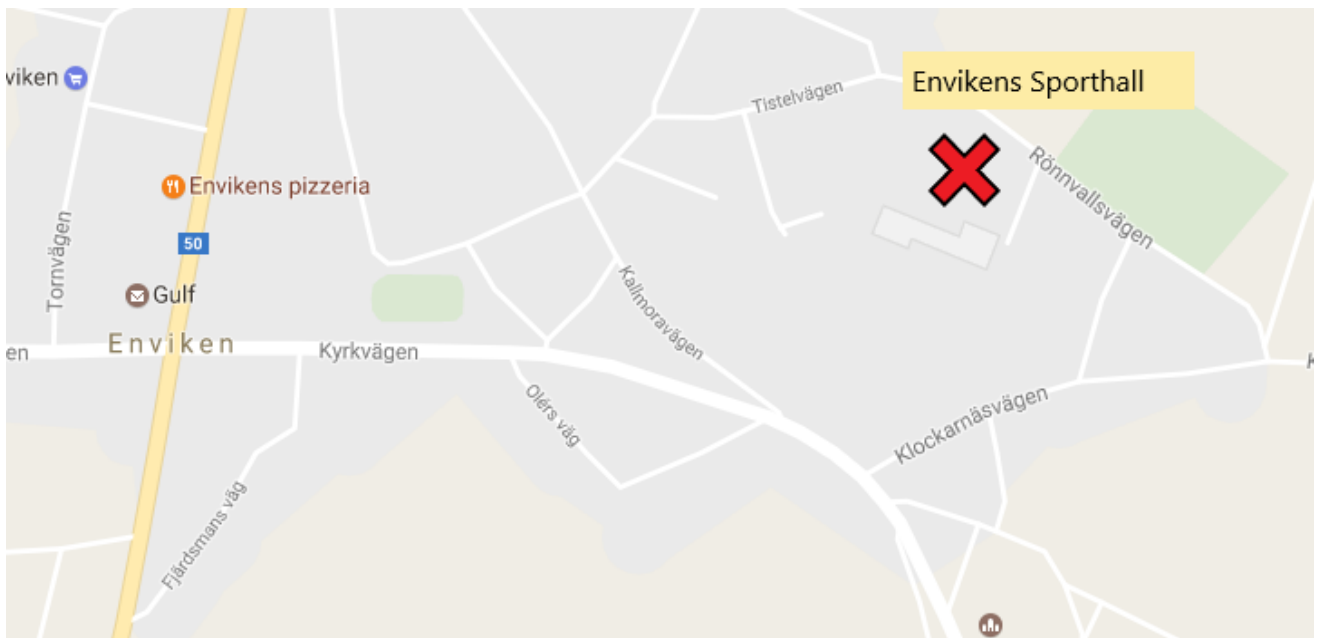 Envikens Sporthall
viken
Tistelvägen
Rönnvallsvägen
Envikens pizzeria
Tornvägen
50
Gulf
Kallmoravägen
Enviken
en
Kyrkvägen
K
Olérs väg
Klockarnäsvägen
Fjärdsmans väg